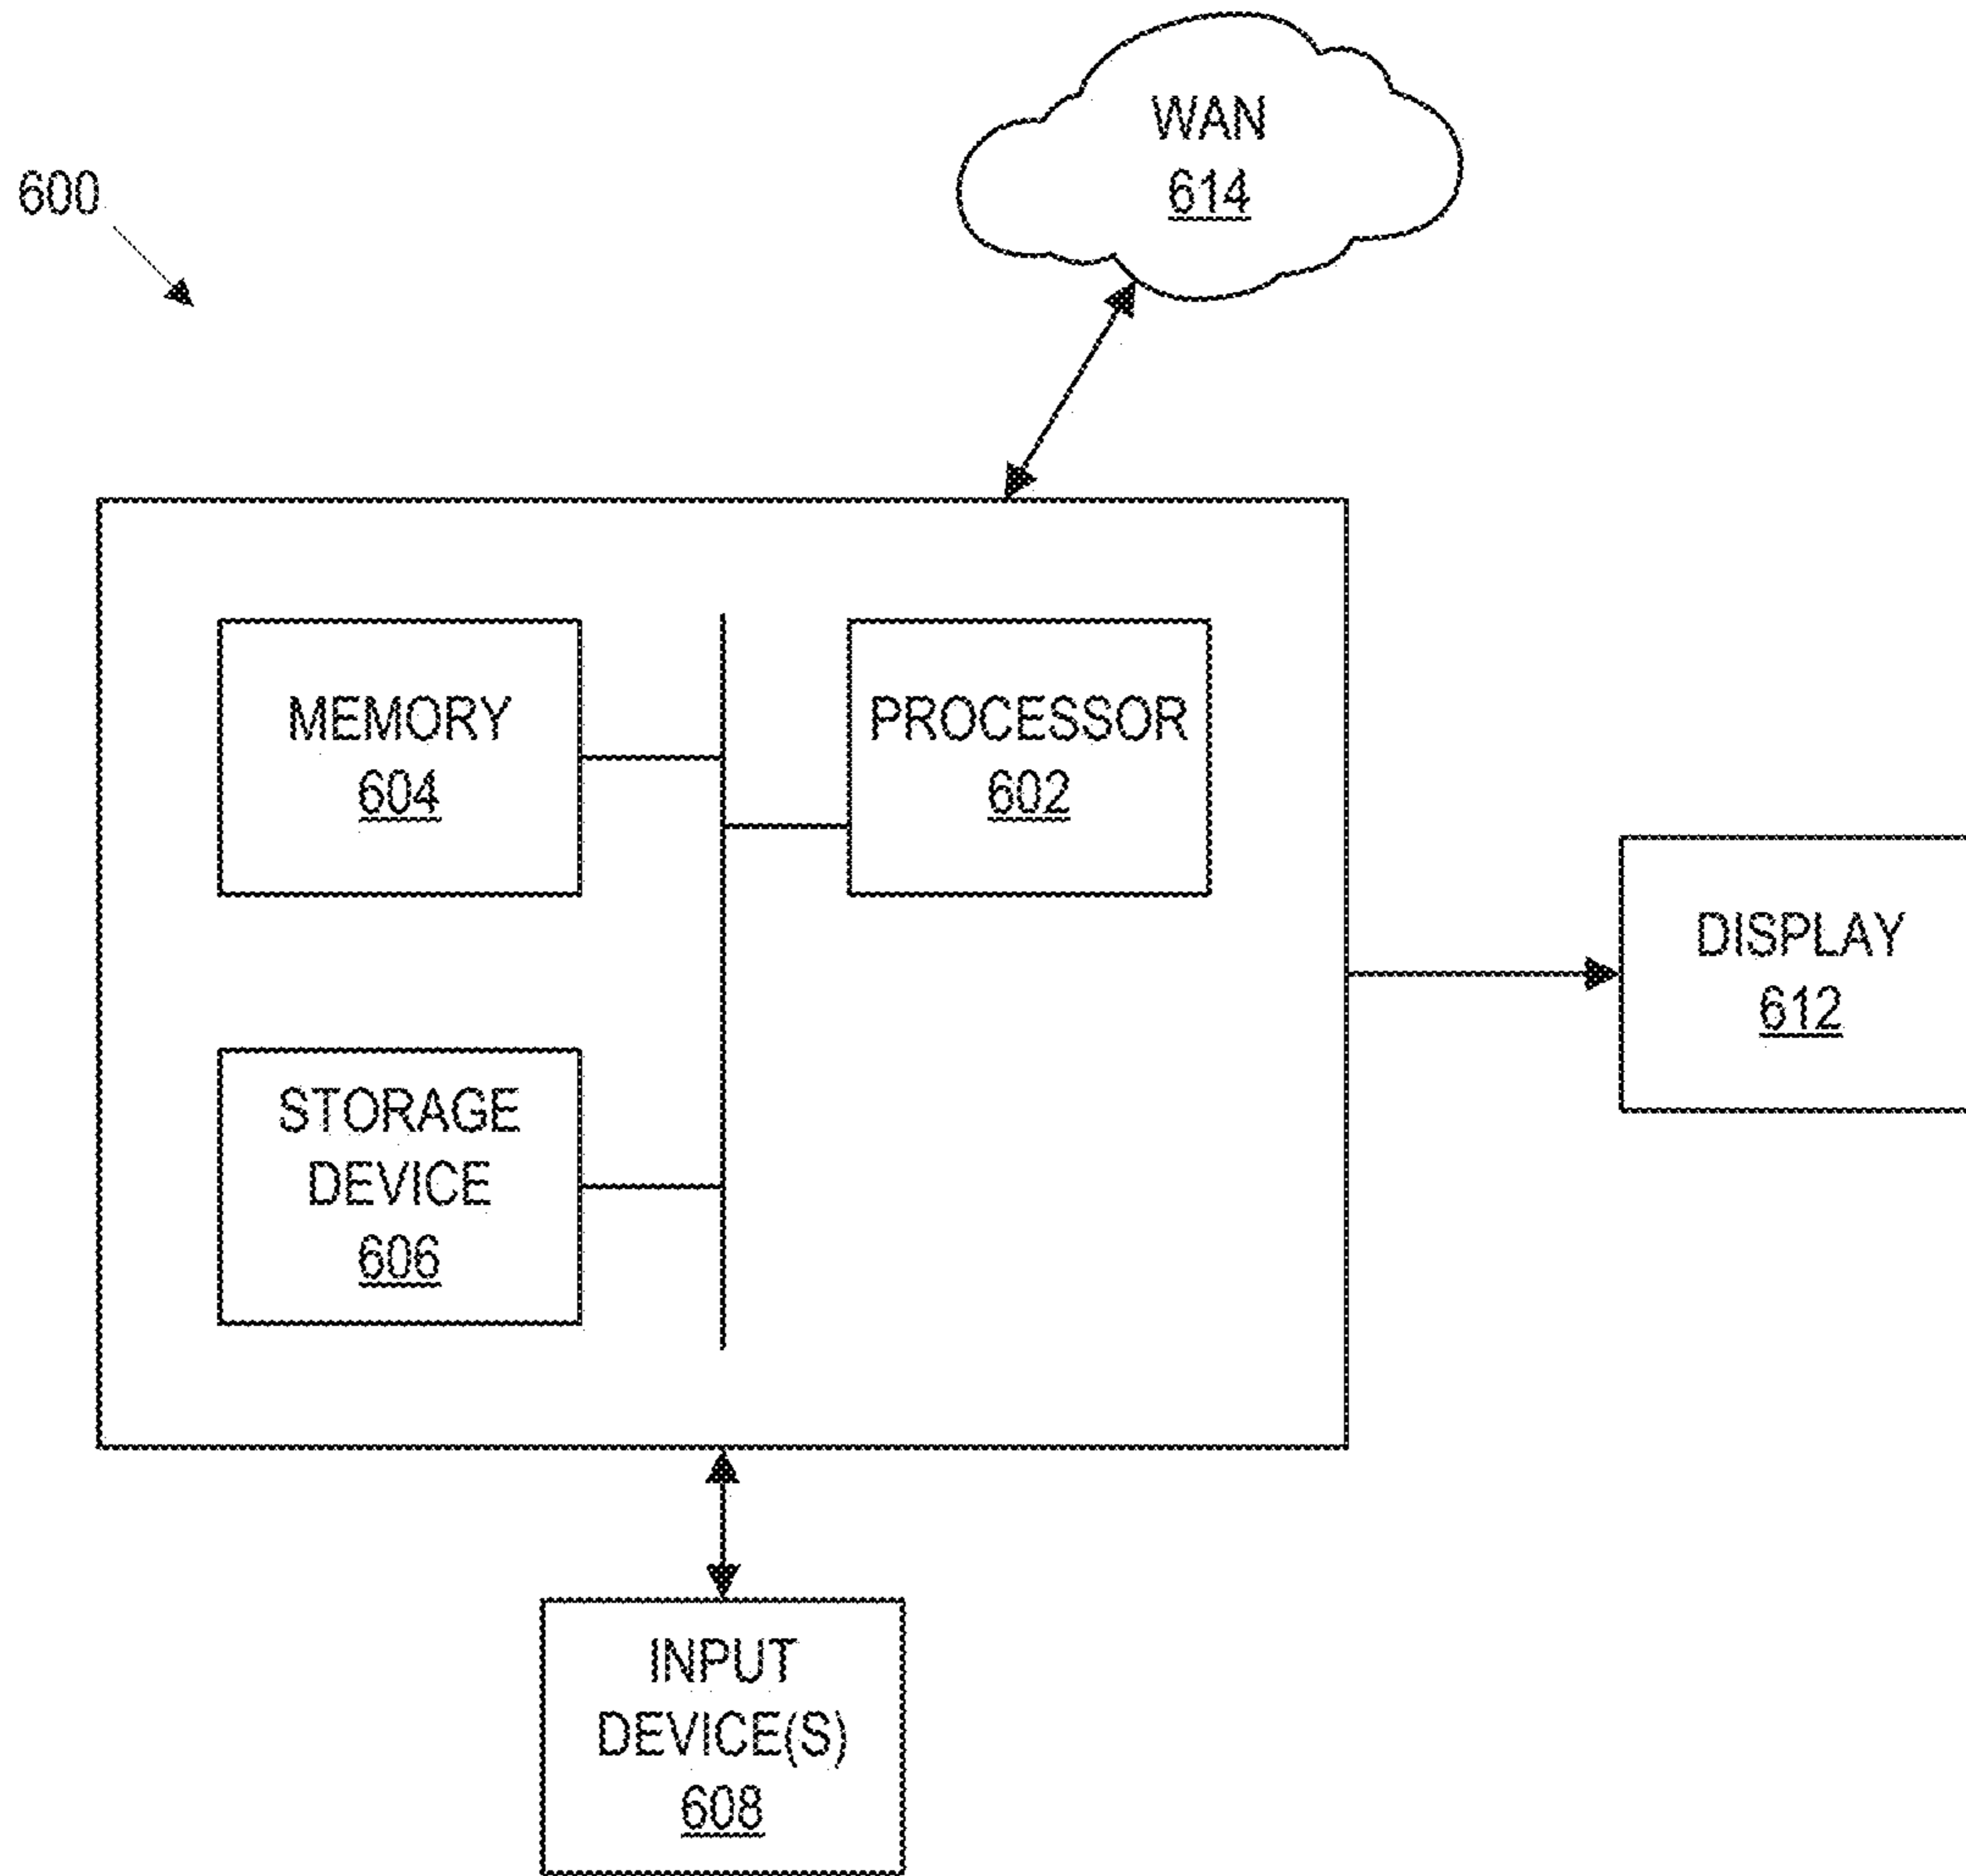 WAN
614
600
MEMORY
604
PROCESSOR
602
DISPLAY
612
STORAGE
DEVICE
606
INPUT
DEVICE(S)
608